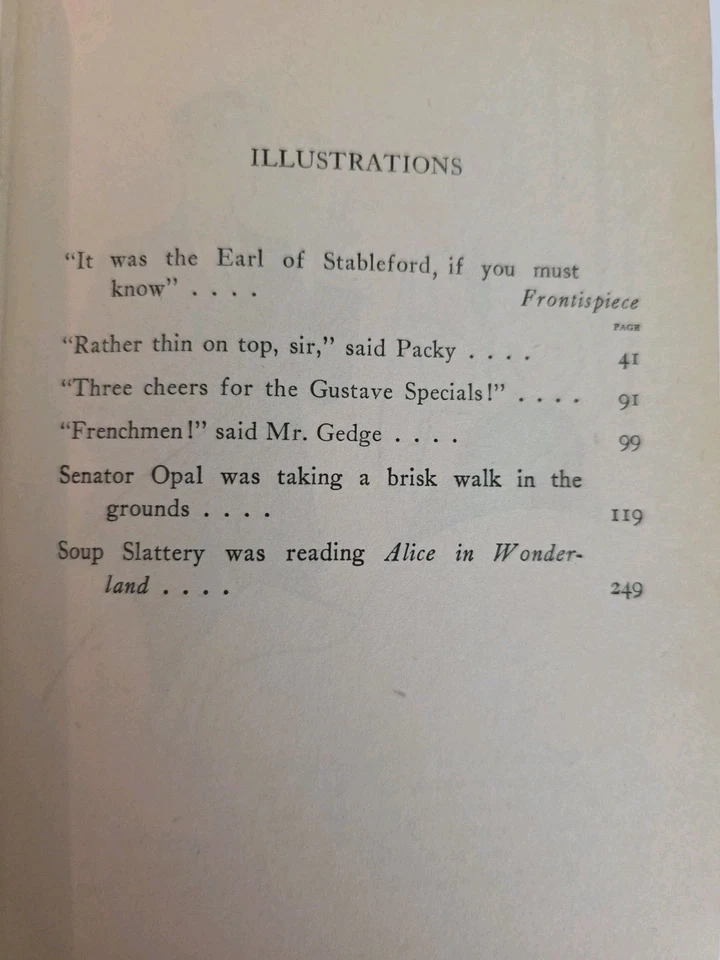 ILLUSTRATIONS
"It was the Earl of Stableford, if you must
know" . . . .
Frontispiece
PAGE
"Rather thin on top, sir," said Packy . . . . 41
"Three cheers for the Gustave Specials!" . . . . 91
"Frenchmen!" said Mr. Gedge . . . . 99
Senator Opal was taking a brisk walk in the
grounds . . . . 119
Soup Slattery was reading Alice in Wonder-
land . . . . 249